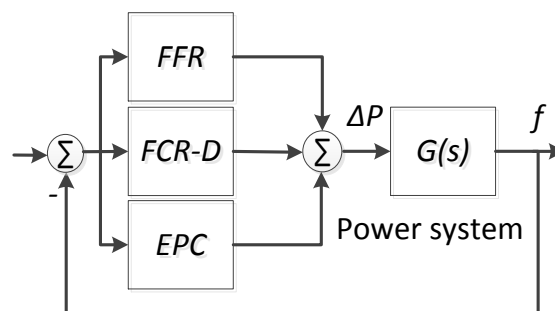 FFR
ΔP
f
Σ
FCR-D
Σ
G(s)
-
EPC
Power system